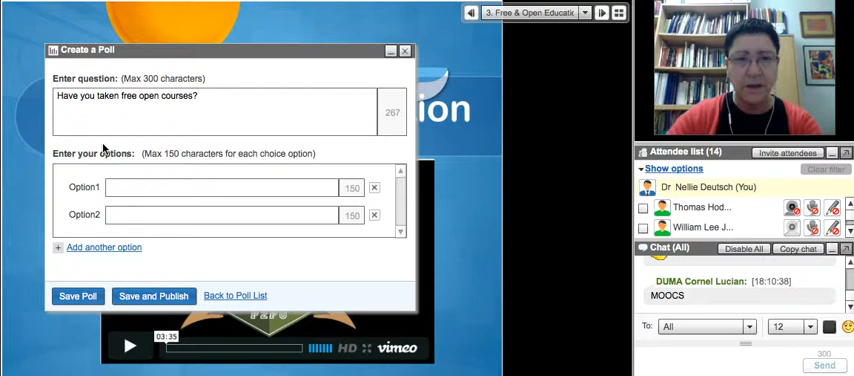 3. Free & Open Educatic
Create a Poll
Enter question: (Max 300 characters)
Have you taken free open courses?
267
ion
Enter your options: (Max 150 characters for each choice option)
Option1
150
Option2
150
+ Add another option
Save Poll
Save and Publish
Back to Poll List
P2PU
03:35
HD
vimeo
Attendee list (14)
Invite attendees
Show options
Clear filter
Dr Nellie Deutsch (You)
Thomas Hod...
William Lee J...
Chat (All)
Disable All
Copy chat
DUMA Cornel Lucian: [18:10:38]
MOOCS
To:
All
12
300
Send